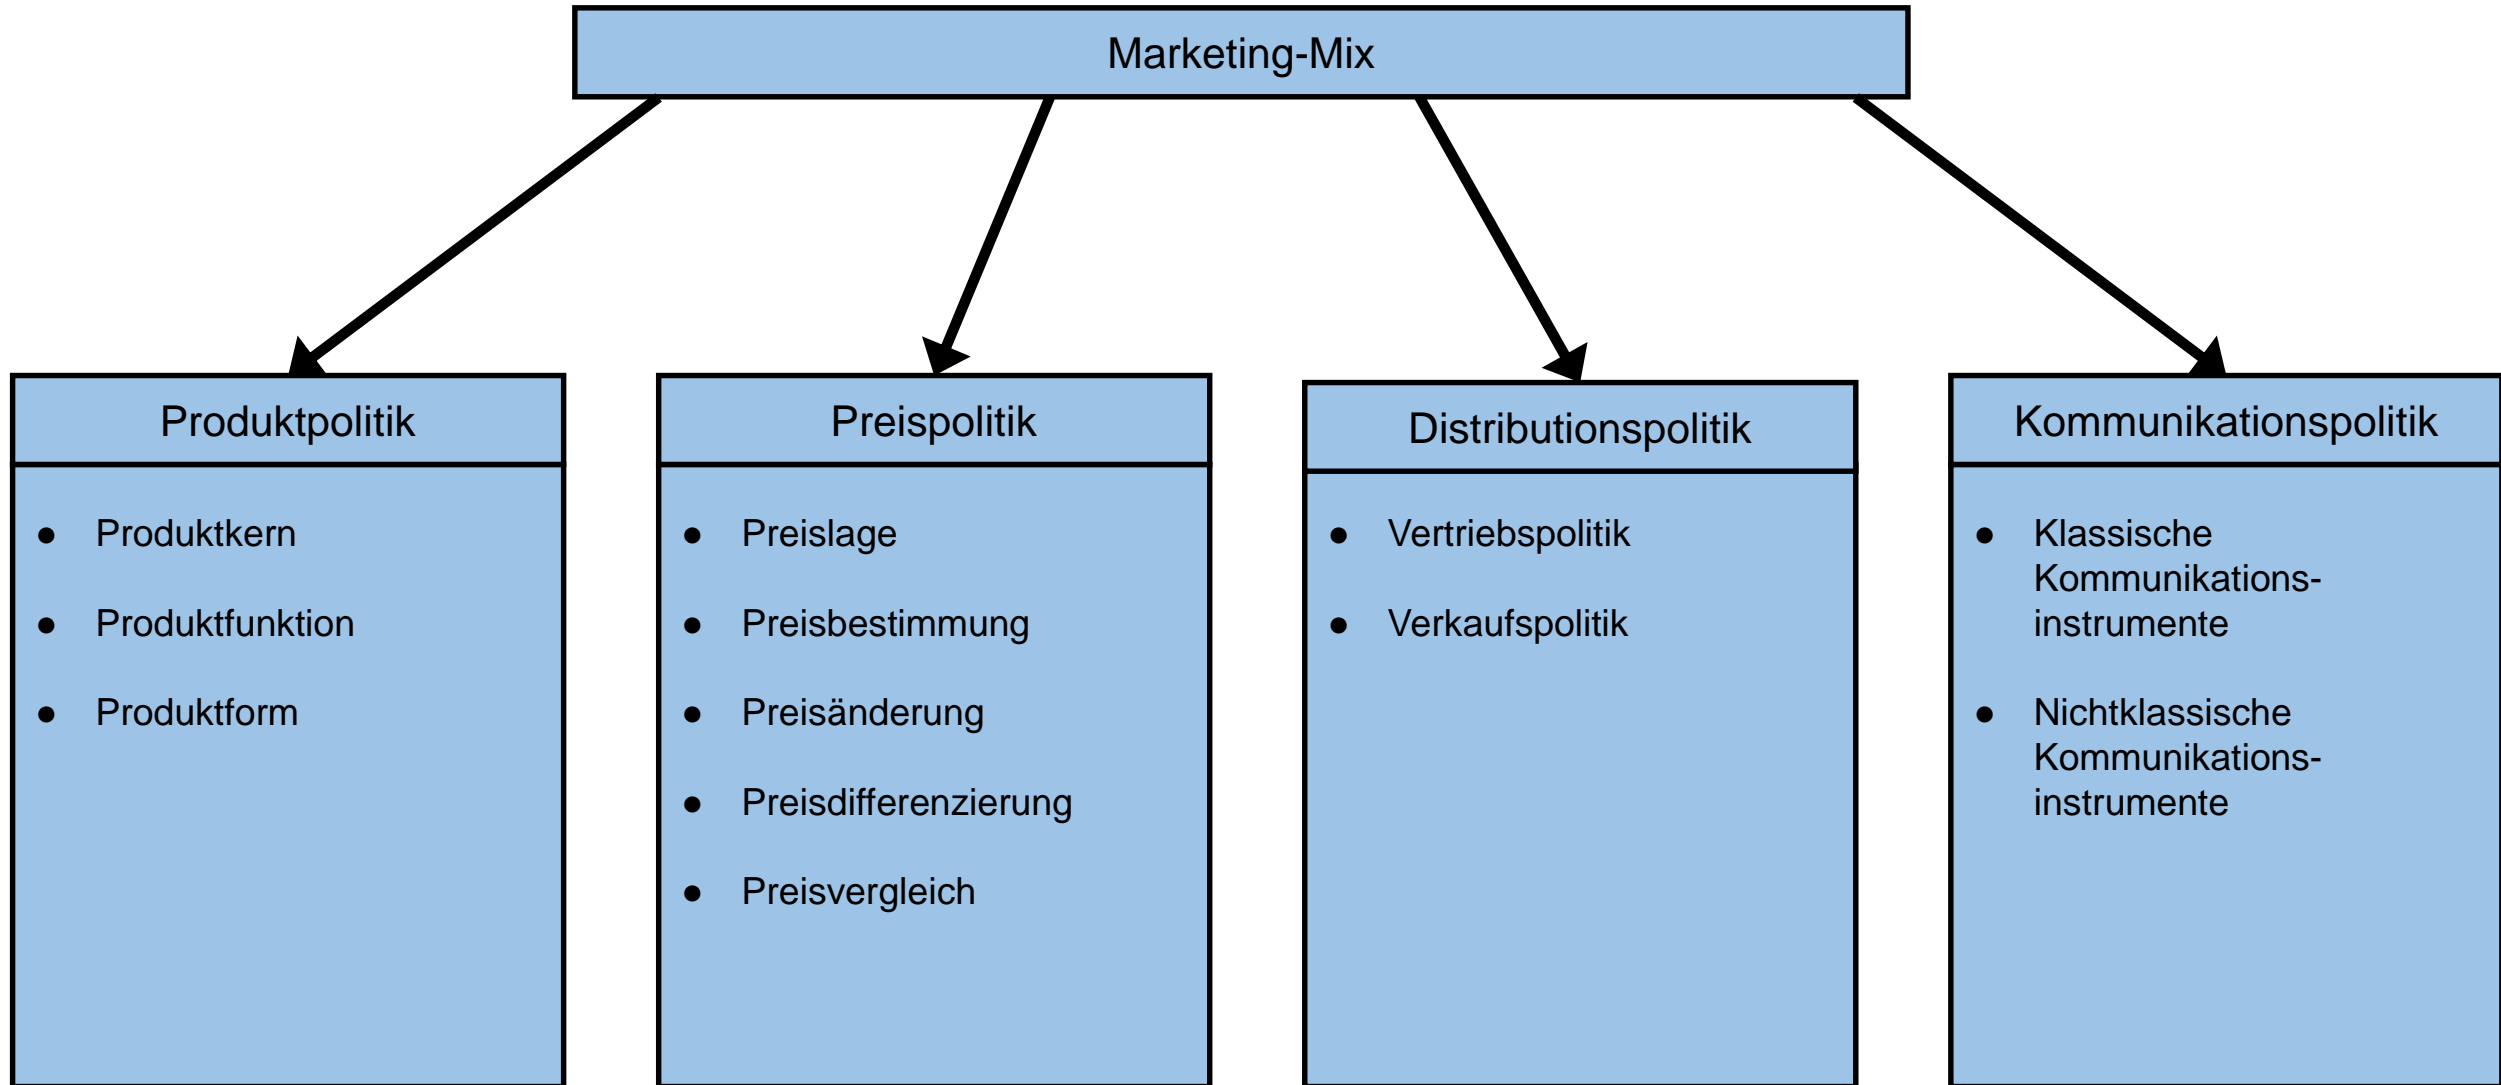 Marketing-Mix
Produktpolitik
Produktkern
Produktfunktion
Produktform
Preispolitik
Preislage
Preisbestimmung
Preisänderung
Preisdifferenzierung
Preisvergleich
Distributionspolitik
Vertriebspolitik
Verkaufspolitik
Kommunikationspolitik
Klassische
Kommunikations-
instrumente
Nichtklassische
Kommunikations-
instrumente